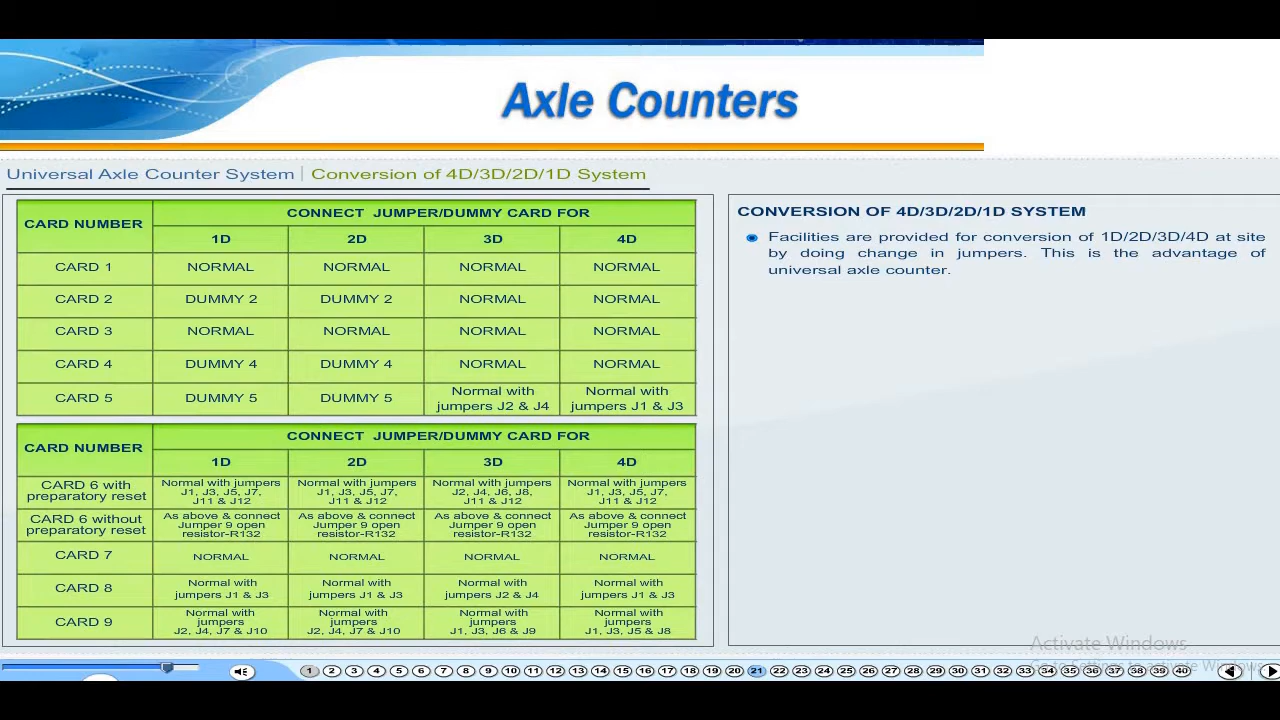 Axle Counters
Universal Axle Counter System | Conversion of 4D/3D/2D/1D System
CARD NUMBER
CONNECT JUMPER/DUMMY CARD FOR
1D 2D 3D 4D
CARD 1 NORMAL NORMAL NORMAL NORMAL
CARD 2 DUMMY 2 DUMMY 2 NORMAL NORMAL
CARD 3 NORMAL NORMAL NORMAL NORMAL
CARD 4 DUMMY 4 DUMMY 4 NORMAL NORMAL
CARD 5 DUMMY 5 DUMMY 5 Normal with jumpers J2 & J4 Normal with jumpers J1 & J3
CARD NUMBER
CONNECT JUMPER/DUMMY CARD FOR
1D 2D 3D 4D
CARD 6 with preparatory reset Normal with jumpers J1, J3, J5, J7, J11 & J12 Normal with jumpers J1, J3, J5, J7, J11 & J12 Normal with jumpers J2, J4, J6, J8, J11 & J12 Normal with jumpers J1, J3, J5, J7, J11 & J12
CARD 6 without preparatory reset As above & connect Jumper 9 open resistor-R132 As above & connect Jumper 9 open resistor-R132 As above & connect Jumper 9 open resistor-R132 As above & connect Jumper 9 open resistor-R132
CARD 7 NORMAL NORMAL NORMAL NORMAL
CARD 8 Normal with jumpers J1 & J3 Normal with jumpers J1 & J3 Normal with jumpers J2 & J4 Normal with jumpers J1 & J3
CARD 9 Normal with jumpers J2, J4, J7 & J10 Normal with jumpers J2, J4, J7 & J10 Normal with jumpers J1, J3, J6 & J9 Normal with jumpers J1, J3, J5 & J8
CONVERSION OF 4D/3D/2D/1D SYSTEM
Facilities are provided for conversion of 1D/2D/3D/4D at site
by doing change in jumpers. This is the advantage of
universal axle counter.
Activate Windows
Go to Settings to activate Windows.
1 2 3 4 5 6 7 8 9 10 11 12 13 14 15 16 17 18 19 20 21 22 23 24 25 26 27 28 29 30 31 32 33 34 35 36 37 38 39 40